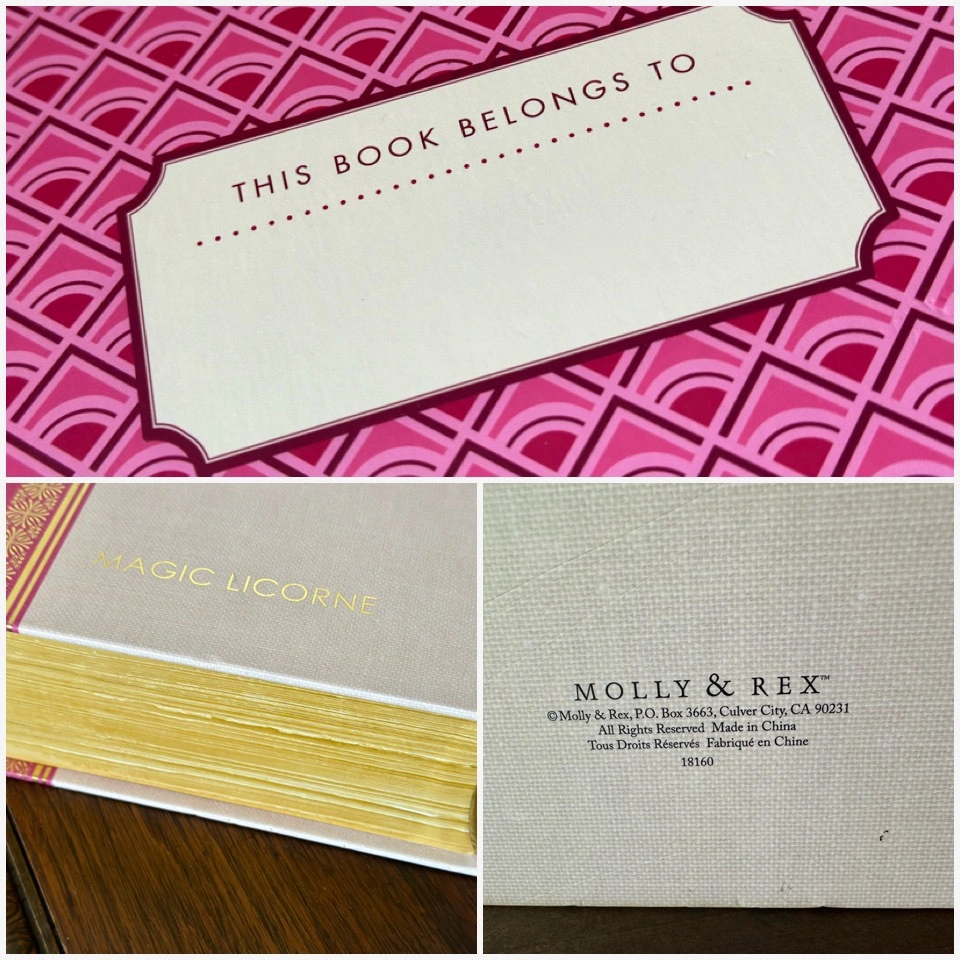 THIS BOOK BELONGS TO
MAGIC LICORNE
MOLLY & REX™
©Molly & Rex, P.O. Box 3663, Culver City, CA 90231
All Rights Reserved Made in China
Tous Droits Réservés Fabriqué en Chine
18160